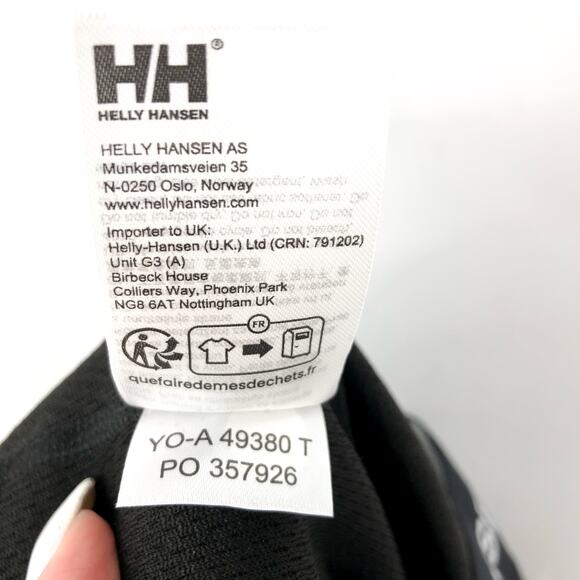 HH®
HELLY HANSEN
HELLY HANSEN AS
Munkedamsveien 35
N-0250 Oslo, Norway
www.hellyhansen.com
Importer to UK:
Helly-Hansen (U.K.) Ltd (CRN: 791202)
Unit G3 (A)
Birbeck House
Colliers Way, Phoenix Park
NG8 6AT Nottingham UK
FR
quefairedemesdechets.fr
YO-A 49380 T
PO 357926